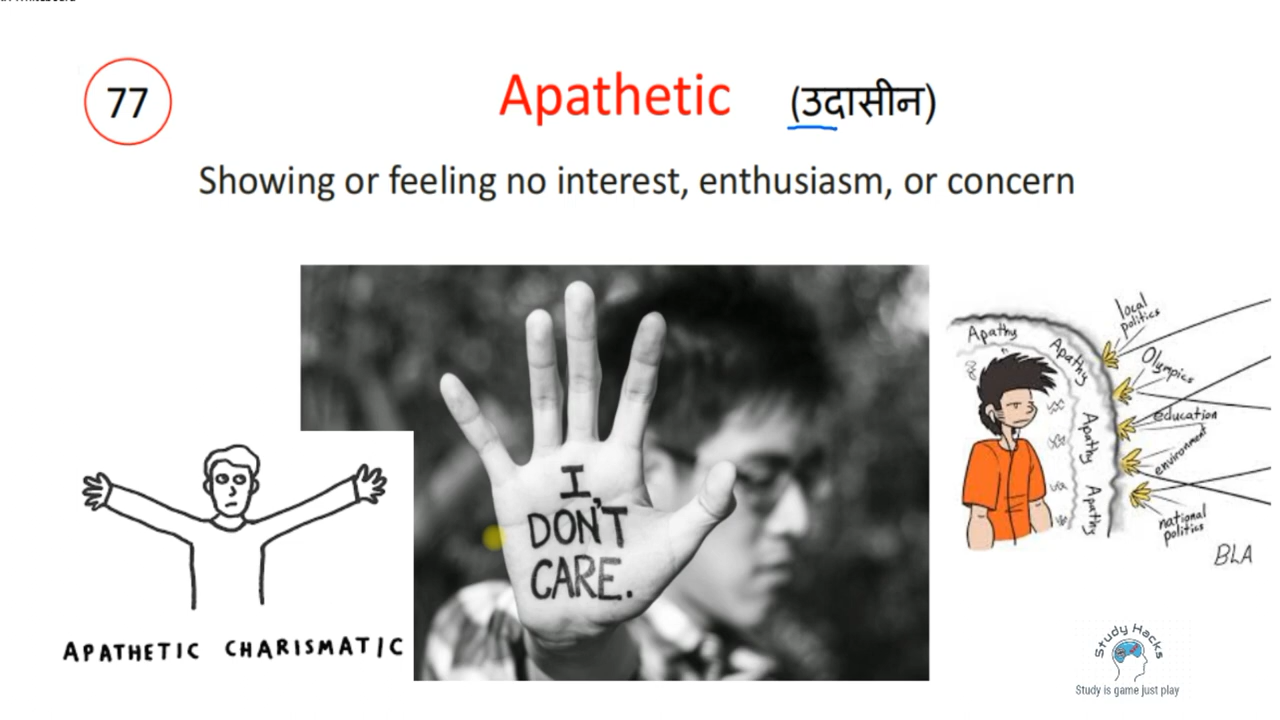 77
Apathetic (उदासीन)
Showing or feeling no interest, enthusiasm, or concern
I
DON'T
CARE.
APATHETIC CHARISMATIC
Apathy
Apathy
Apathy
Apathy
local
politics
Olympics
education
environment
national
politics
BLA
Study Hacks
Study is game just play